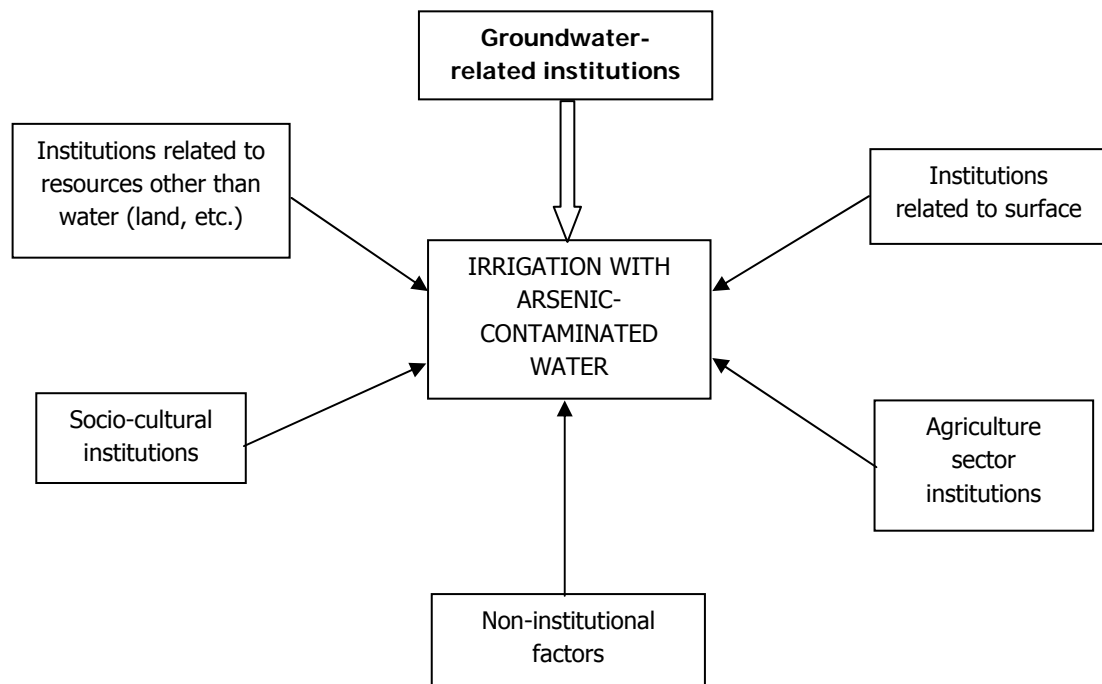 Groundwater-
related institutions
Institutions related to
resources other than
water (land, etc.)
Institutions
related to surface
IRRIGATION WITH
ARSENIC-
CONTAMINATED
WATER
Socio-cultural
institutions
Agriculture
sector
institutions
Non-institutional
factors